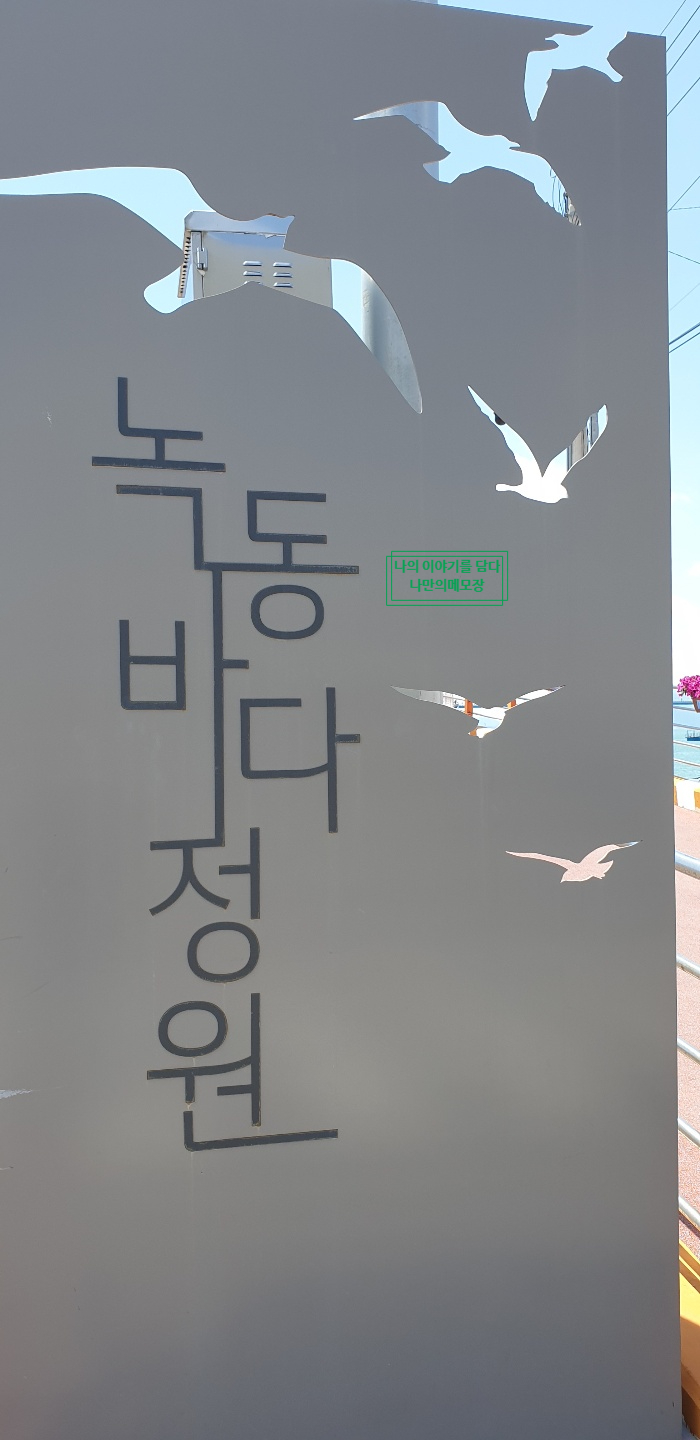 녹동
바다
정원
나의 이야기를 담다
나만의메모장